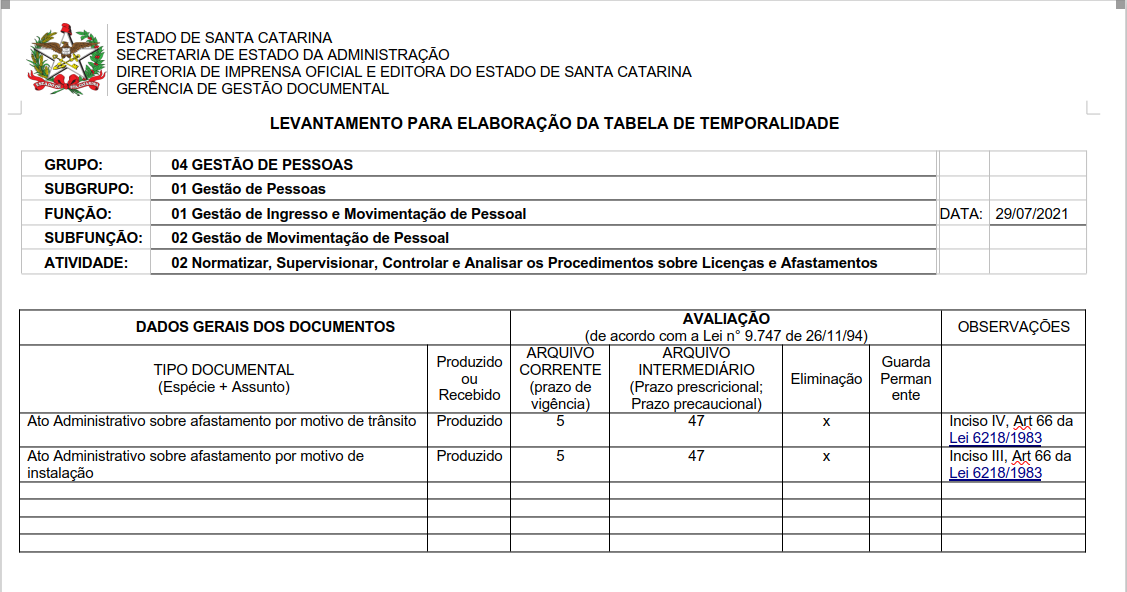 ESTADO DE SANTA CATARINA
SECRETARIA DE ESTADO DA ADMINISTRAÇÃO
DIRETORIA DE IMPRENSA OFICIAL E EDITORA DO ESTADO DE SANTA CATARINA
GERÊNCIA DE GESTÃO DOCUMENTAL
LEVANTAMENTO PARA ELABORAÇÃO DA TABELA DE TEMPORALIDADE
GRUPO: 04 GESTÃO DE PESSOAS
SUBGRUPO: 01 Gestão de Pessoas
FUNÇÃO: 01 Gestão de Ingresso e Movimentação de Pessoal DATA: 29/07/2021
SUBFUNÇÃO: 02 Gestão de Movimentação de Pessoal
ATIVIDADE: 02 Normatizar, Supervisionar, Controlar e Analisar os Procedimentos sobre Licenças e Afastamentos
DADOS GERAIS DOS DOCUMENTOS
AVALIAÇÃO
(de acordo com a Lei n° 9.747 de 26/11/94)
OBSERVAÇÕES
TIPO DOCUMENTAL
(Espécie + Assunto)
Produzido
ou
Recebido
ARQUIVO
CORRENTE
(prazo de
vigência)
ARQUIVO
INTERMEDIÁRIO
(Prazo prescricional;
Prazo precaucional)
Eliminação
Guarda
Perman
ente
Ato Administrativo sobre afastamento por motivo de trânsito Produzido 5 47 x Inciso IV, Art 66 da
Lei 6218/1983
Ato Administrativo sobre afastamento por motivo de Produzido 5 47 x Inciso III, Art 66 da
instalação Lei 6218/1983